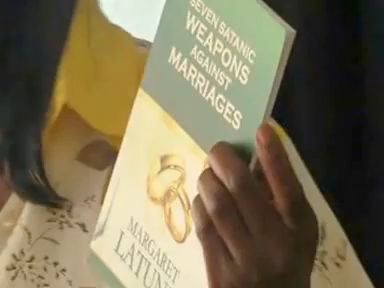 SEVEN SATANIC
WEAPONS
AGAINST
MARRIAGES
MARGARET